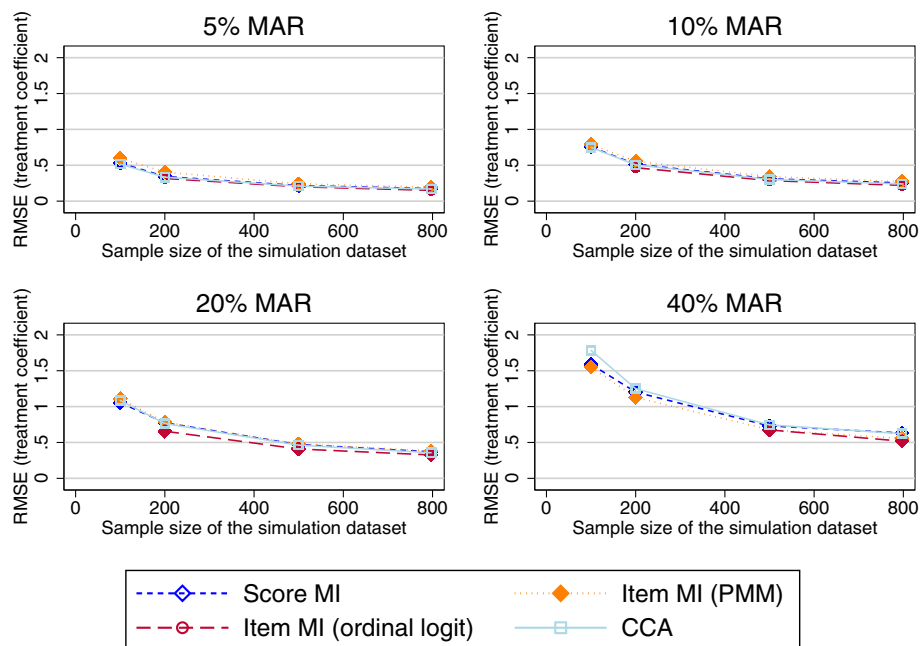 5% MAR
10% MAR
RMSE (treatment coefficient)
2
1.5
1
.5
0
0 200 400 600 800
Sample size of the simulation dataset
RMSE (treatment coefficient)
2
1.5
1
.5
0
0 200 400 600 800
Sample size of the simulation dataset
20% MAR
40% MAR
RMSE (treatment coefficient)
2
1.5
1
.5
0
0 200 400 600 800
Sample size of the simulation dataset
RMSE (treatment coefficient)
2
1.5
1
.5
0
0 200 400 600 800
Sample size of the simulation dataset
Score MI
Item MI (PMM)
Item MI (ordinal logit)
CCA